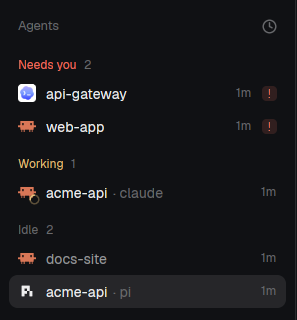 Agents
Needs you 2
api-gateway 1m !
web-app 1m !
Working 1
acme-api · claude 1m
Idle 2
docs-site 1m
acme-api · pi 1m